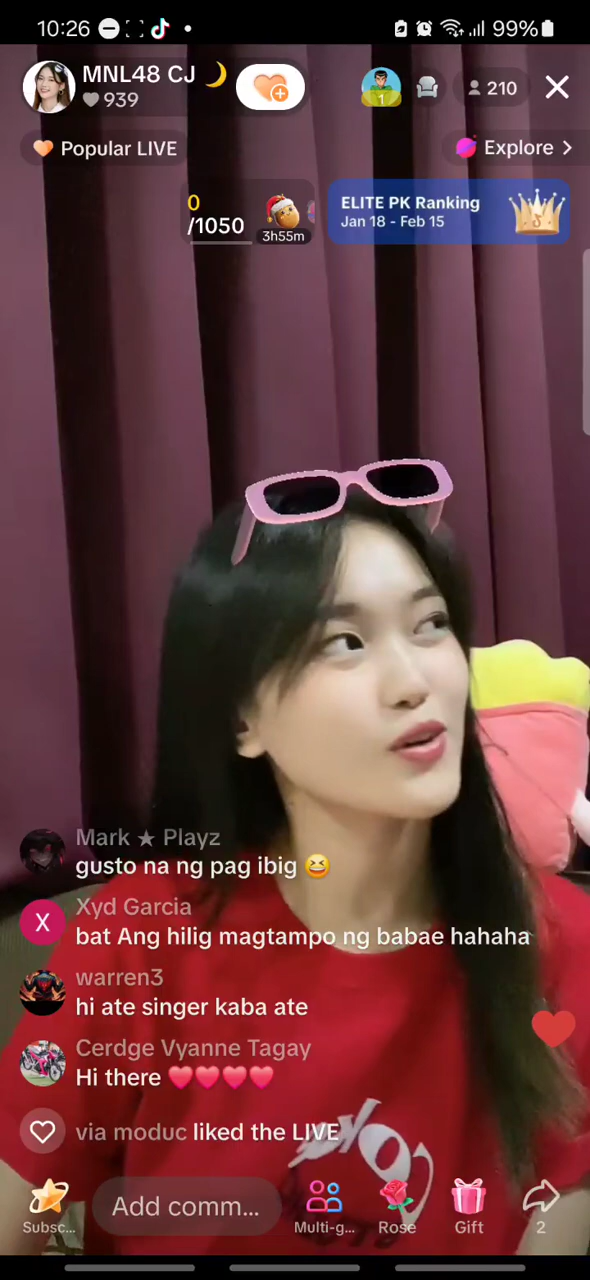 10:26
99%
MNL48 CJ 🌙
939
1
210
Popular LIVE
Explore >
0
/1050
3h55m
ELITE PK Ranking
Jan 18 - Feb 15
Mark ★ Playz
gusto na ng pag ibig 😆
X
Xyd Garcia
bat Ang hilig magtampo ng babae hahaha
warren3
hi ate singer kaba ate
Cerdge Vyanne Tagay
Hi there ❤️❤️❤️❤️
via moduc liked the LIVE
Add comm...
Subsc...
Multi-g...
Rose
Gift
2